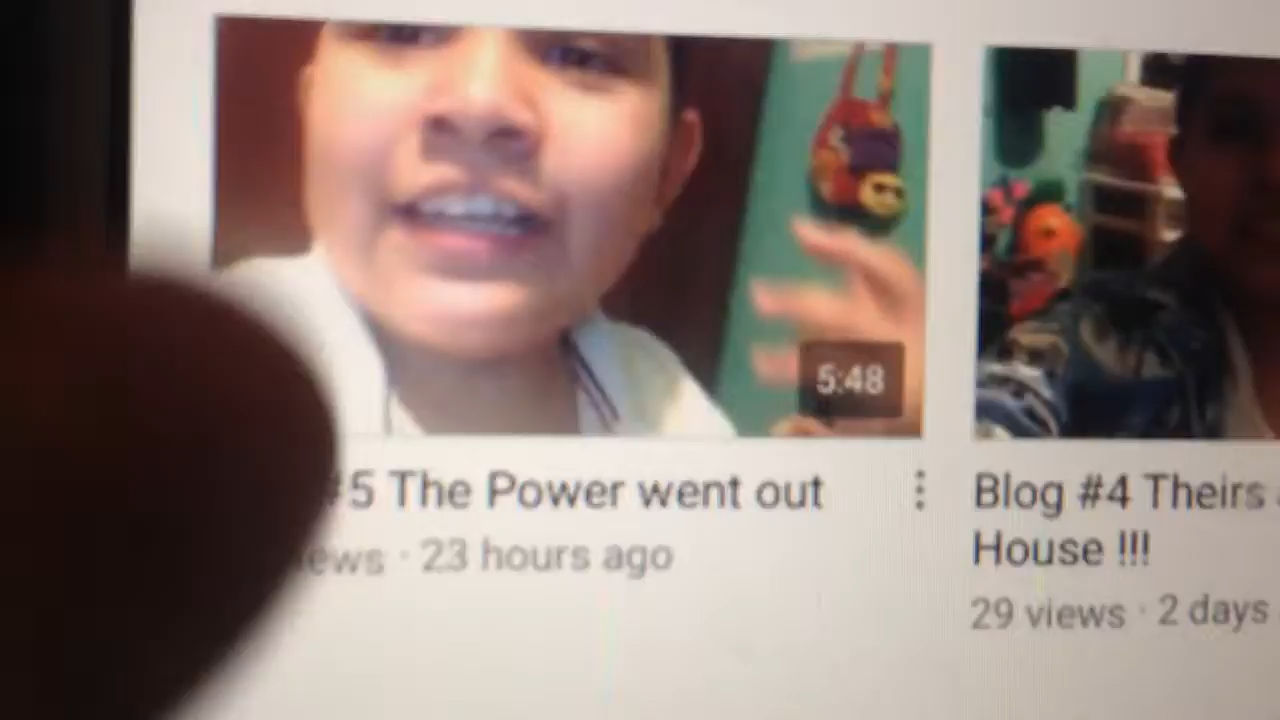 5:48
#5 The Power went out
23 hours ago
Blog #4 Theirs
House !!!
29 views · 2 days